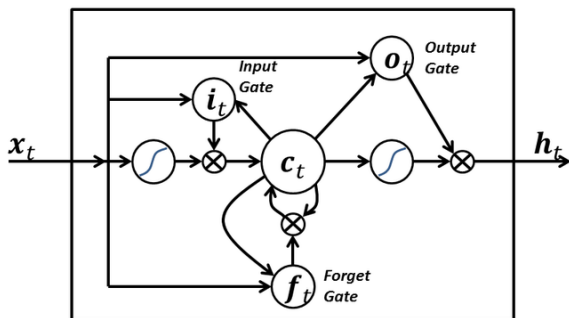 Output
Gate
o_t
Input
Gate
i_t
x_t
c_t
h_t
f_t
Forget
Gate